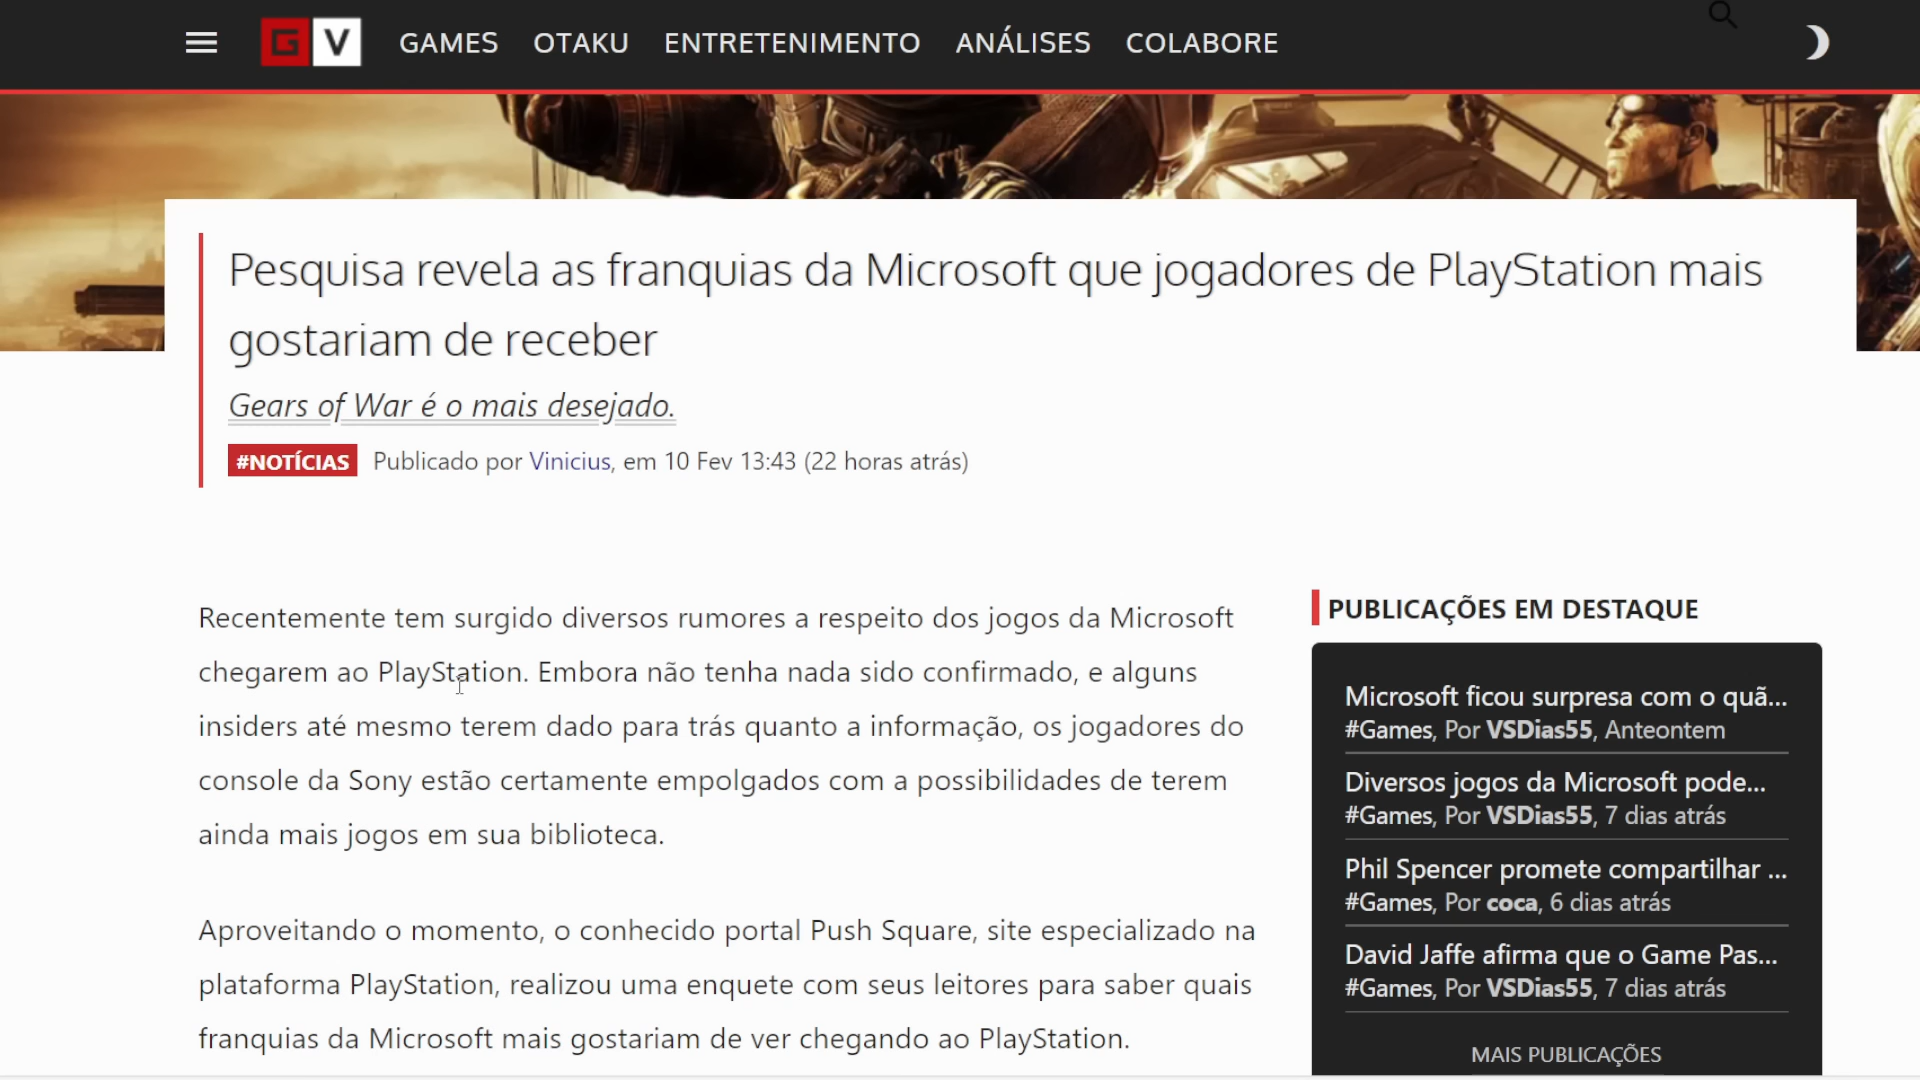 G V GAMES OTAKU ENTRETENIMENTO ANÁLISES COLABORE
Pesquisa revela as franquias da Microsoft que jogadores de PlayStation mais
gostariam de receber
Gears of War é o mais desejado.
#NOTÍCIAS Publicado por Vinicius, em 10 Fev 13:43 (22 horas atrás)
Recentemente tem surgido diversos rumores a respeito dos jogos da Microsoft
chegarem ao PlayStation. Embora não tenha nada sido confirmado, e alguns
insiders até mesmo terem dado para trás quanto a informação, os jogadores do
console da Sony estão certamente empolgados com a possibilidades de terem
ainda mais jogos em sua biblioteca.
Aproveitando o momento, o conhecido portal Push Square, site especializado na
plataforma PlayStation, realizou uma enquete com seus leitores para saber quais
franquias da Microsoft mais gostariam de ver chegando ao PlayStation.
PUBLICAÇÕES EM DESTAQUE
Microsoft ficou surpresa com o quã...
#Games, Por VSDias55, Anteontem
Diversos jogos da Microsoft pode...
#Games, Por VSDias55, 7 dias atrás
Phil Spencer promete compartilhar ...
#Games, Por coca, 6 dias atrás
David Jaffe afirma que o Game Pas...
#Games, Por VSDias55, 7 dias atrás
MAIS PUBLICAÇÕES